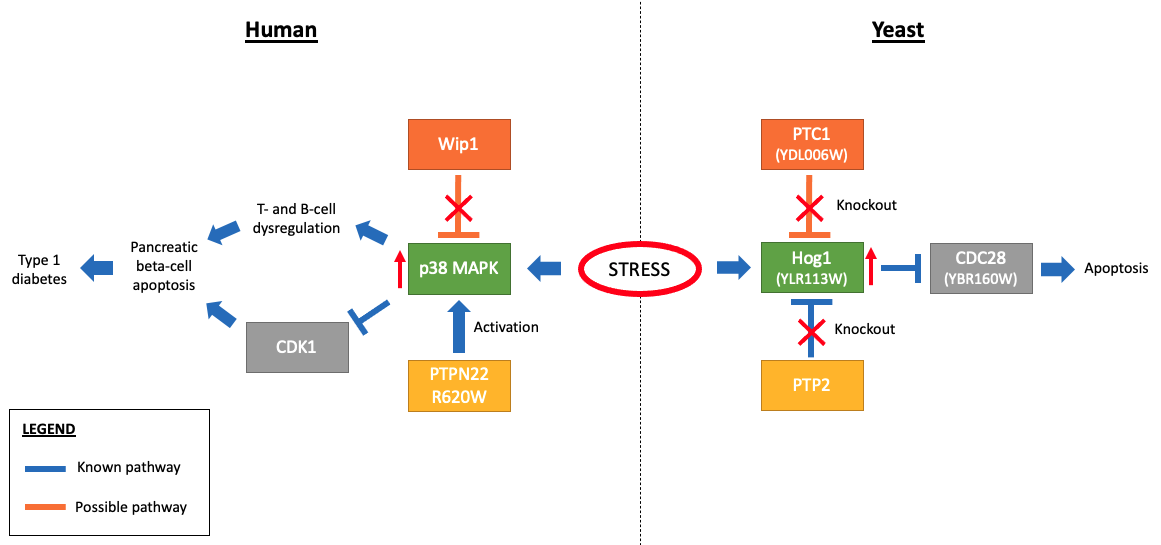 Human
Yeast
Wip1
PTC1
(YDL006W)
Knockout
T- and B-cell
dysregulation
Pancreatic
beta-cell
apoptosis
Type 1
diabetes
p38 MAPK
STRESS
Hog1
(YLR113W)
CDC28
(YBR160W)
Apoptosis
Activation
Knockout
CDK1
PTPN22
R620W
PTP2
LEGEND
Known pathway
Possible pathway